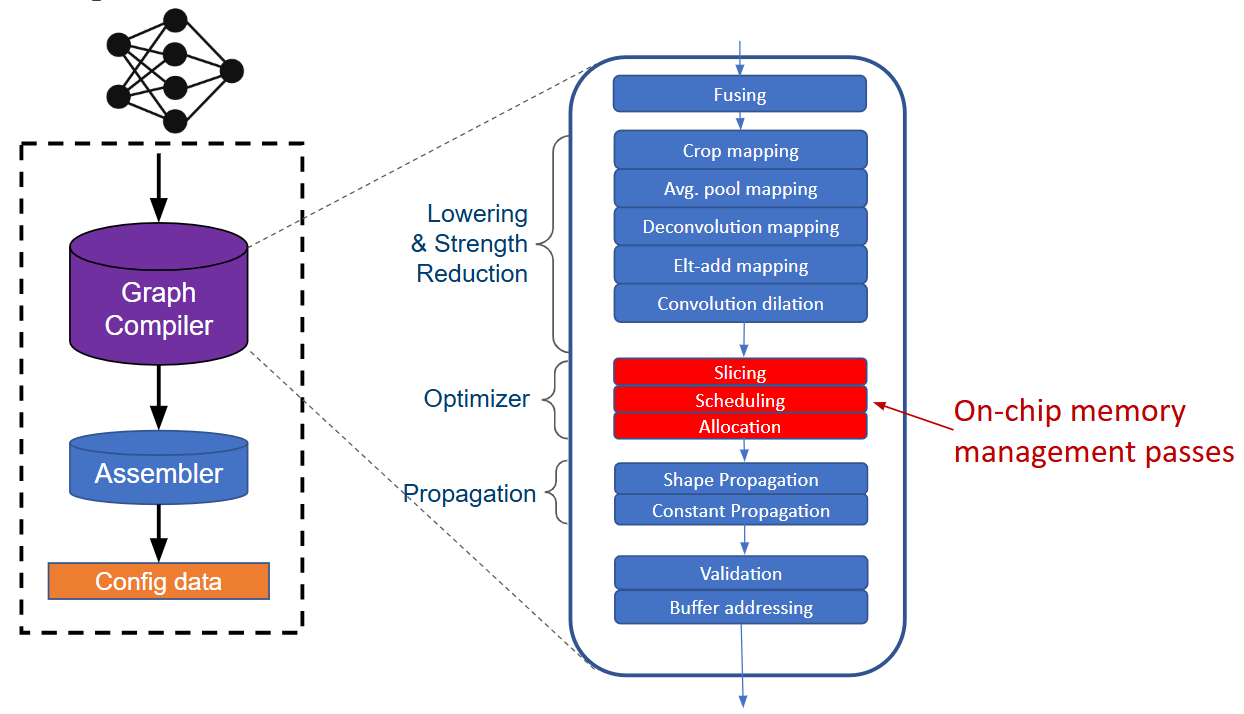 Graph
Compiler
Assembler
Config data
Lowering
& Strength
Reduction
Optimizer
Propagation
Fusing
Crop mapping
Avg. pool mapping
Deconvolution mapping
Elt-add mapping
Convolution dilation
Slicing
Scheduling
Allocation
Shape Propagation
Constant Propagation
Validation
Buffer addressing
On-chip memory
management passes